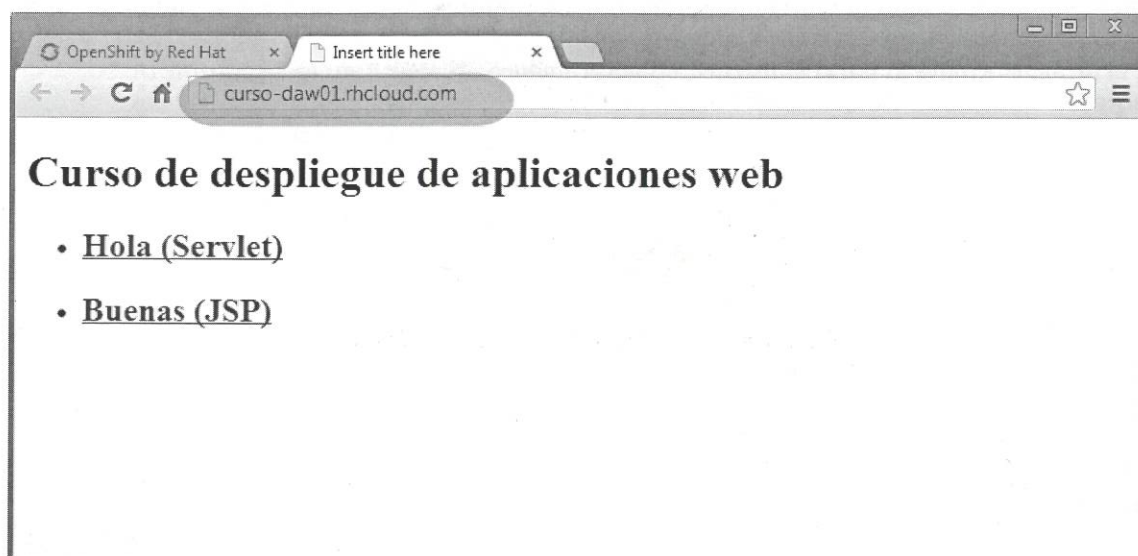 OpenShift by Red Hat
Insert title here
curso-daw01.rhcloud.com
Curso de despliegue de aplicaciones web
• Hola (Servlet)
• Buenas (JSP)